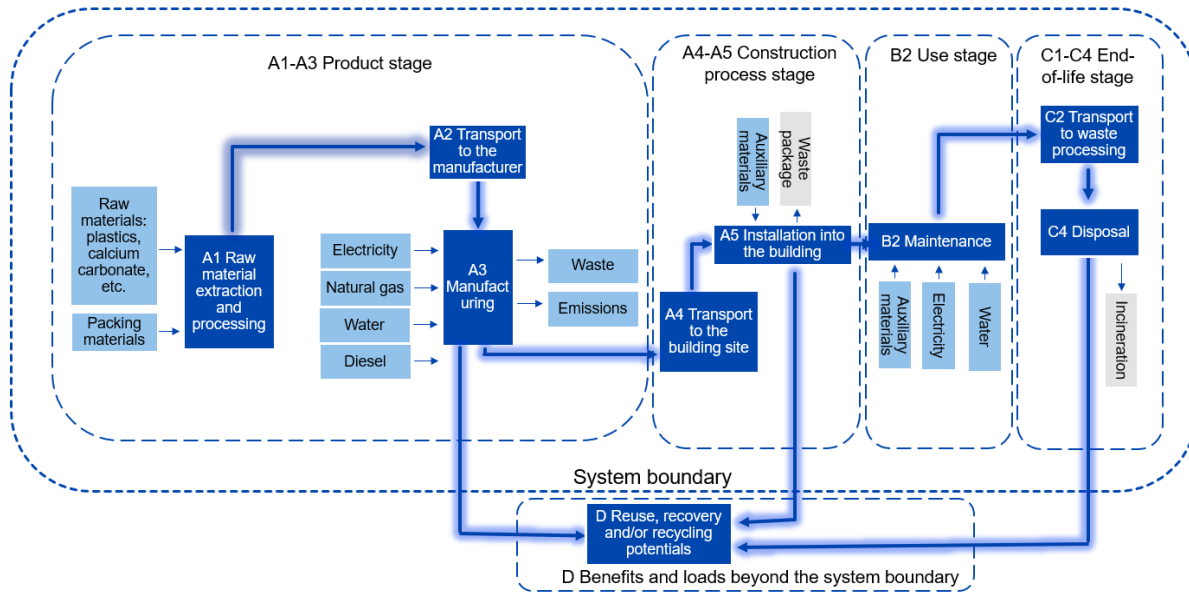 A1-A3 Product stage
A4-A5 Construction
process stage
B2 Use stage
C1-C4 End-
of-life stage
Raw
materials:
plastics,
calcium
carbonate,
etc.
Packing
materials
A1 Raw
material
extraction
and
processing
A2 Transport
to the
manufacturer
Electricity
Natural gas
Water
Diesel
A3
Manufact
uring
Waste
Emissions
A4 Transport
to the
building site
Auxiliary
materials
Waste
package
A5 Installation into
the building
B2 Maintenance
Auxiliary
materials
Electricity
Water
C2 Transport
to waste
processing
C4 Disposal
Incineration
System boundary
D Reuse, recovery
and/or recycling
potentials
D Benefits and loads beyond the system boundary